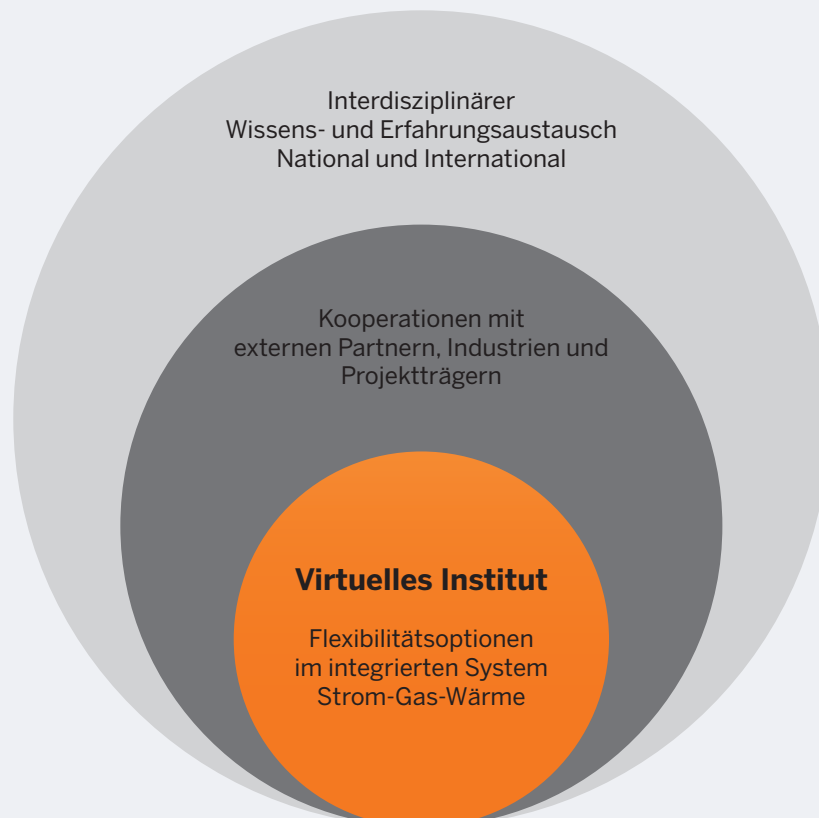 Interdisziplinärer
Wissens- und Erfahrungsaustausch
National und International
Kooperationen mit
externen Partnern, Industrien und
Projektträgern
Virtuelles Institut
Flexibilitätsoptionen
im integrierten System
Strom-Gas-Wärme